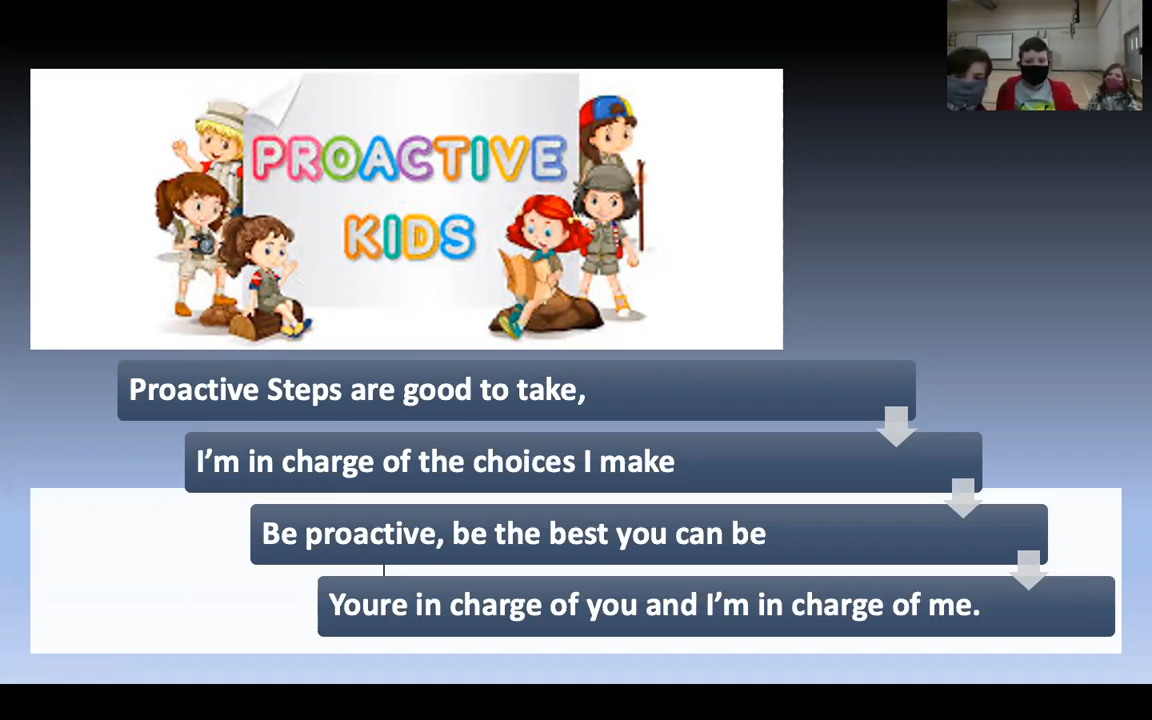 PROACTIVE
KIDS
Proactive Steps are good to take,
I’m in charge of the choices I make
Be proactive, be the best you can be
Youre in charge of you and I’m in charge of me.